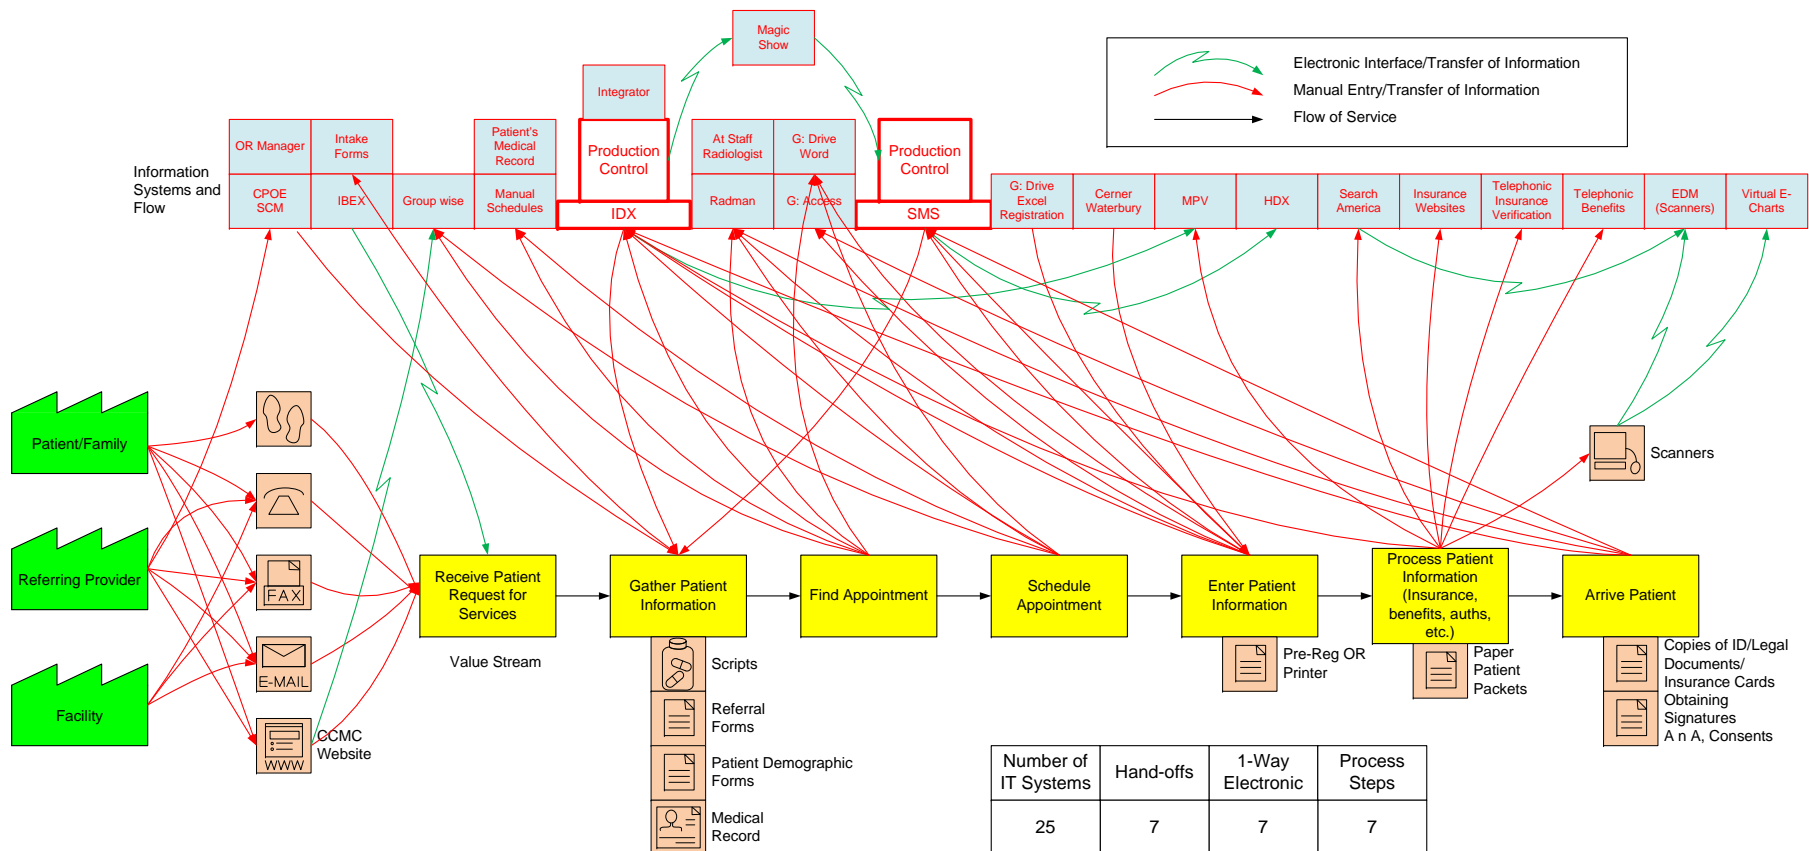 Magic
Show
Electronic Interface/Transfer of Information
Manual Entry/Transfer of Information
Flow of Service
Integrator
Information
Systems and
Flow
OR Manager
Intake
Forms
Patient's
Medical
Record
Production
Control
At Staff
Radiologist
G: Drive
Word
Production
Control
CPOE
SCM
IBEX
Group wise
Manual
Schedules
IDX
Radman
G: Access
SMS
G: Drive
Excel
Registration
Cerner
Waterbury
MPV
HDX
Search
America
Insurance
Websites
Telephonic
Insurance
Verification
Telephonic
Benefits
EDM
(Scanners)
Virtual E-
Charts
Patient/Family
Referring Provider
Facility
FAX
E-MAIL
WWW
CCMC
Website
Scanners
Receive Patient
Request for
Services
Gather Patient
Information
Find Appointment
Schedule
Appointment
Enter Patient
Information
Process Patient
Information
(Insurance,
benefits, auths,
etc.)
Arrive Patient
Value Stream
Scripts
Referral
Forms
Patient Demographic
Forms
Medical
Record
Pre-Reg OR
Printer
Paper
Patient
Packets
Copies of ID/Legal
Documents/
Insurance Cards
Obtaining
Signatures
A n A, Consents
Number of
IT Systems
Hand-offs
1-Way
Electronic
Process
Steps
25
7
7
7